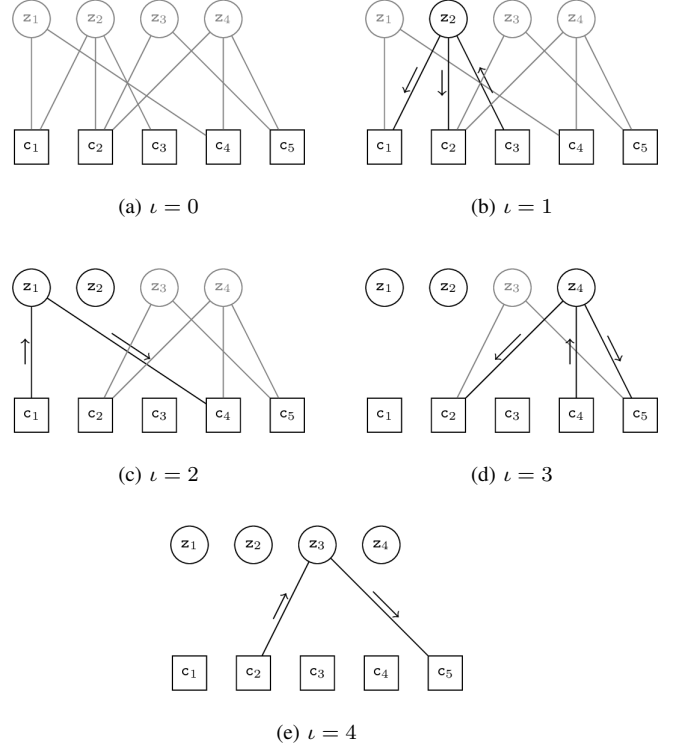 z1 z2 z3 z4 z1 z2 z3 z4
c1 c2 c3 c4 c5 c1 c2 c3 c4 c5
(a) ι = 0 (b) ι = 1
z1 z2 z3 z4 z1 z2 z3 z4
c1 c2 c3 c4 c5 c1 c2 c3 c4 c5
(c) ι = 2 (d) ι = 3
z1 z2 z3 z4
c1 c2 c3 c4 c5
(e) ι = 4